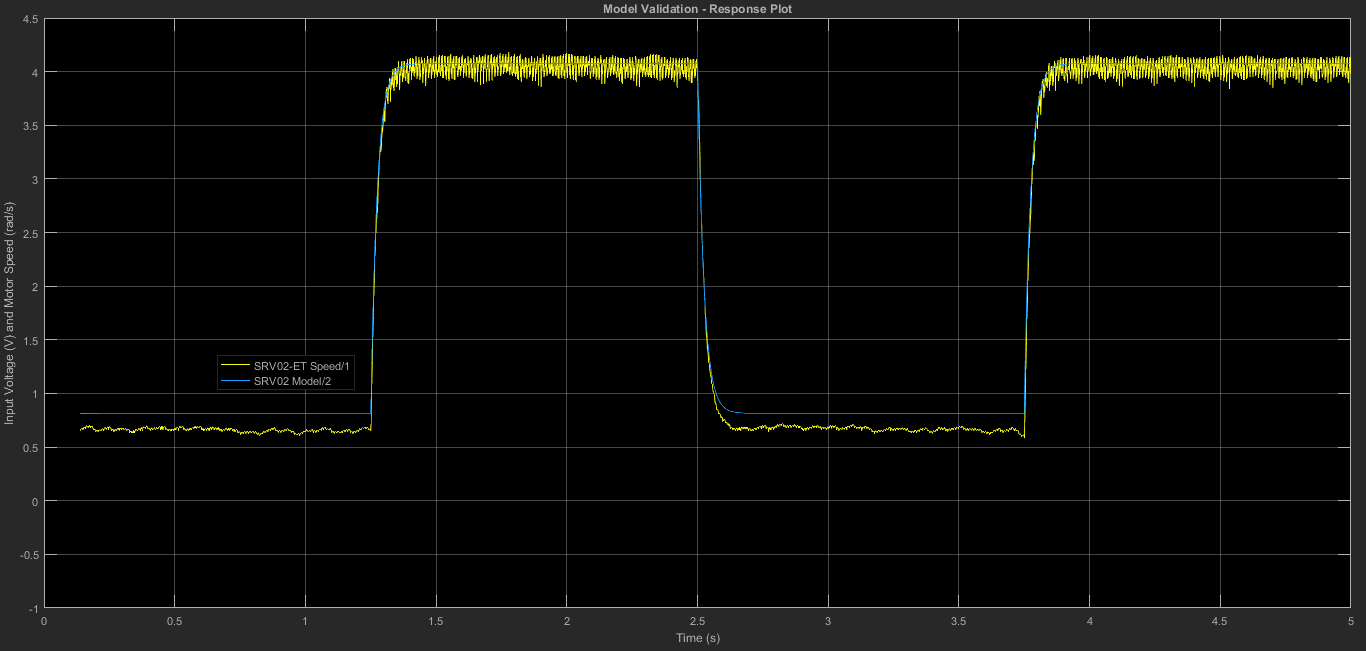 Model Validation - Response Plot
Input Voltage (V) and Motor Speed (rad/s)
4.5
4
3.5
3
2.5
2
1.5
1
0.5
0
-0.5
-1
SRV02-ET Speed/1
SRV02 Model/2
0 0.5 1 1.5 2 2.5 3 3.5 4 4.5 5
Time (s)